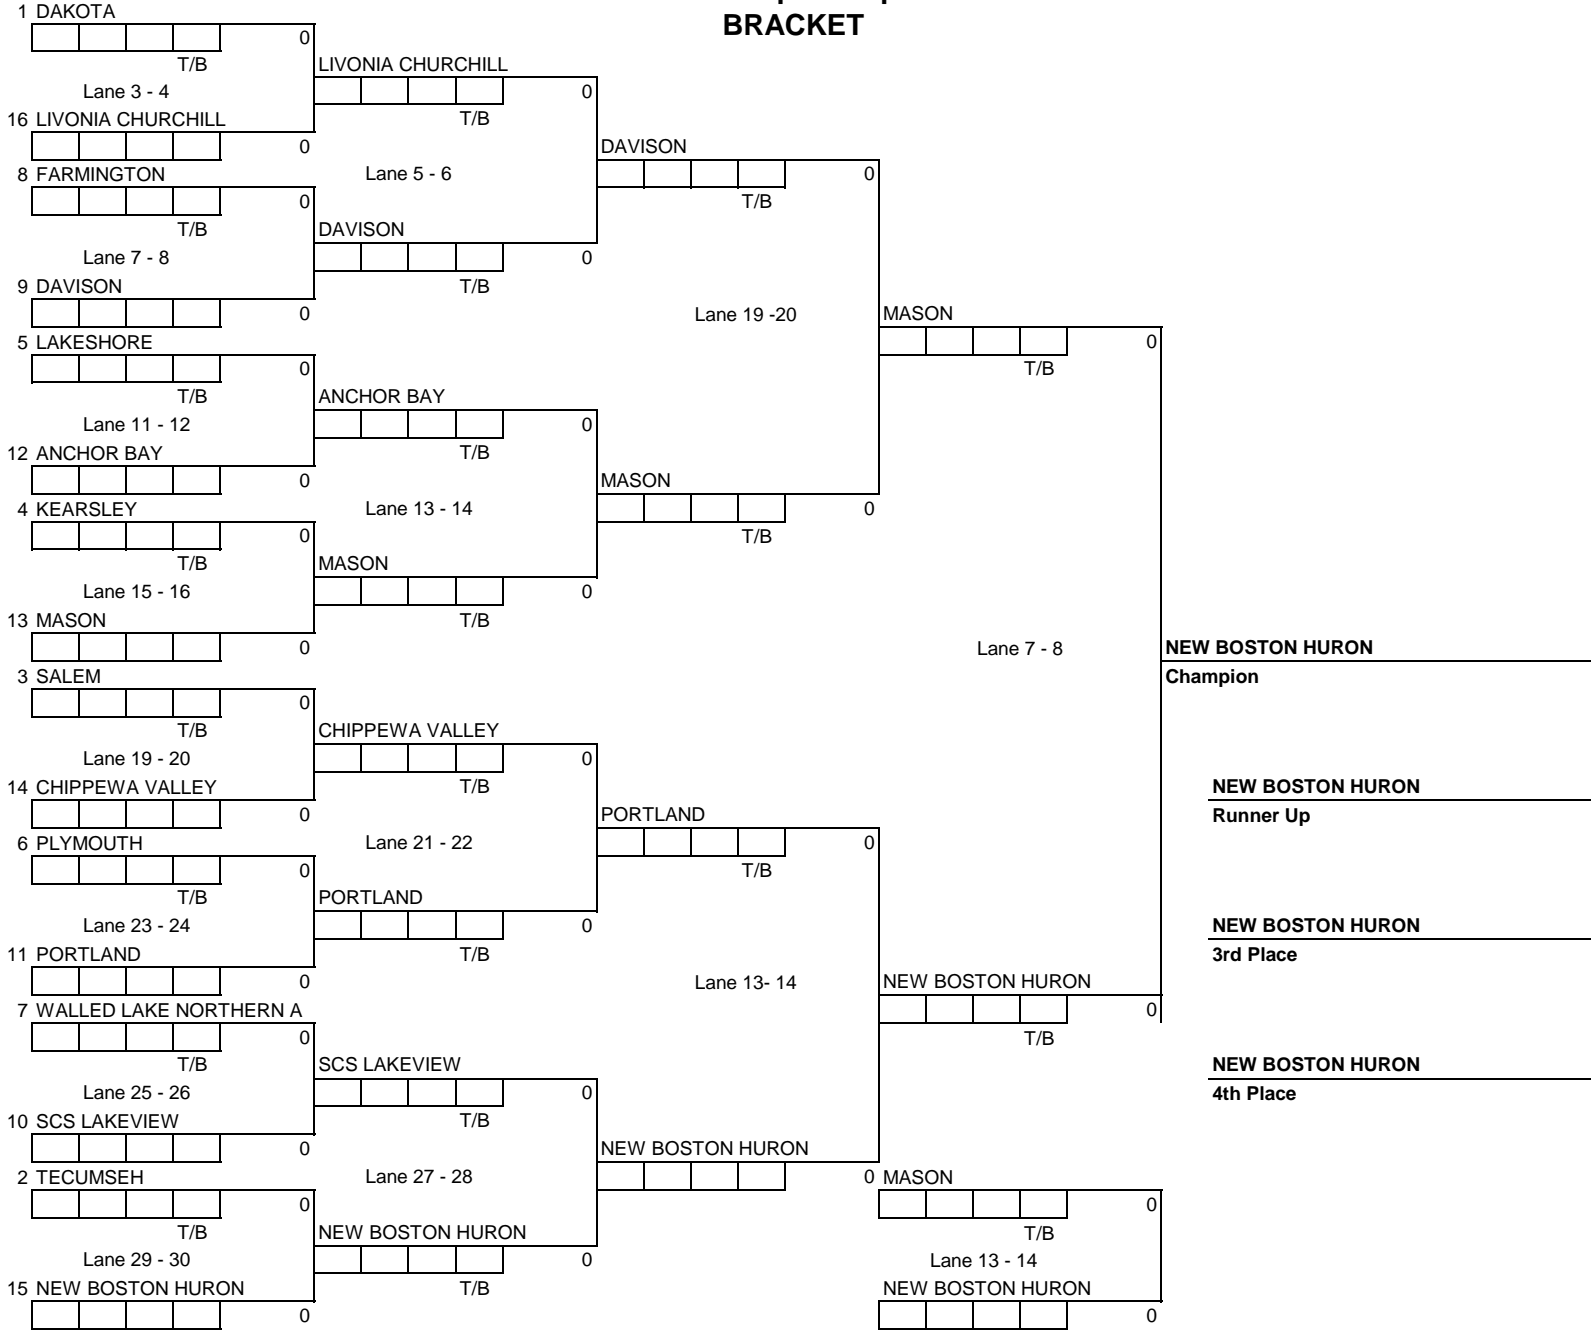 BRACKET
1 DAKOTA
0
T/B
LIVONIA CHURCHILL
Lane 3 - 4
0
T/B
16 LIVONIA CHURCHILL
0
DAVISON
8 FARMINGTON
Lane 5 - 6
0
0
T/B
T/B
DAVISON
Lane 7 - 8
0
9 DAVISON
T/B
0
Lane 19 -20
MASON
5 LAKESHORE
0
0
T/B
T/B
ANCHOR BAY
Lane 11 - 12
0
12 ANCHOR BAY
T/B
0
MASON
4 KEARSLEY
Lane 13 - 14
0
0
T/B
T/B
MASON
Lane 15 - 16
0
13 MASON
T/B
0
Lane 7 - 8
NEW BOSTON HURON
3 SALEM
Champion
0
T/B
CHIPPEWA VALLEY
Lane 19 - 20
0
14 CHIPPEWA VALLEY
T/B
NEW BOSTON HURON
0
PORTLAND
Runner Up
6 PLYMOUTH
Lane 21 - 22
0
0
T/B
T/B
PORTLAND
Lane 23 - 24
0
NEW BOSTON HURON
11 PORTLAND
T/B
3rd Place
0
Lane 13- 14
NEW BOSTON HURON
7 WALLED LAKE NORTHERN A
0
0
T/B
T/B
SCS LAKEVIEW
NEW BOSTON HURON
Lane 25 - 26
0
4th Place
10 SCS LAKEVIEW
T/B
0
NEW BOSTON HURON
2 TECUMSEH
Lane 27 - 28
0
MASON
0
0
T/B
NEW BOSTON HURON
T/B
Lane 29 - 30
0
Lane 13 - 14
15 NEW BOSTON HURON
T/B
NEW BOSTON HURON
0
0